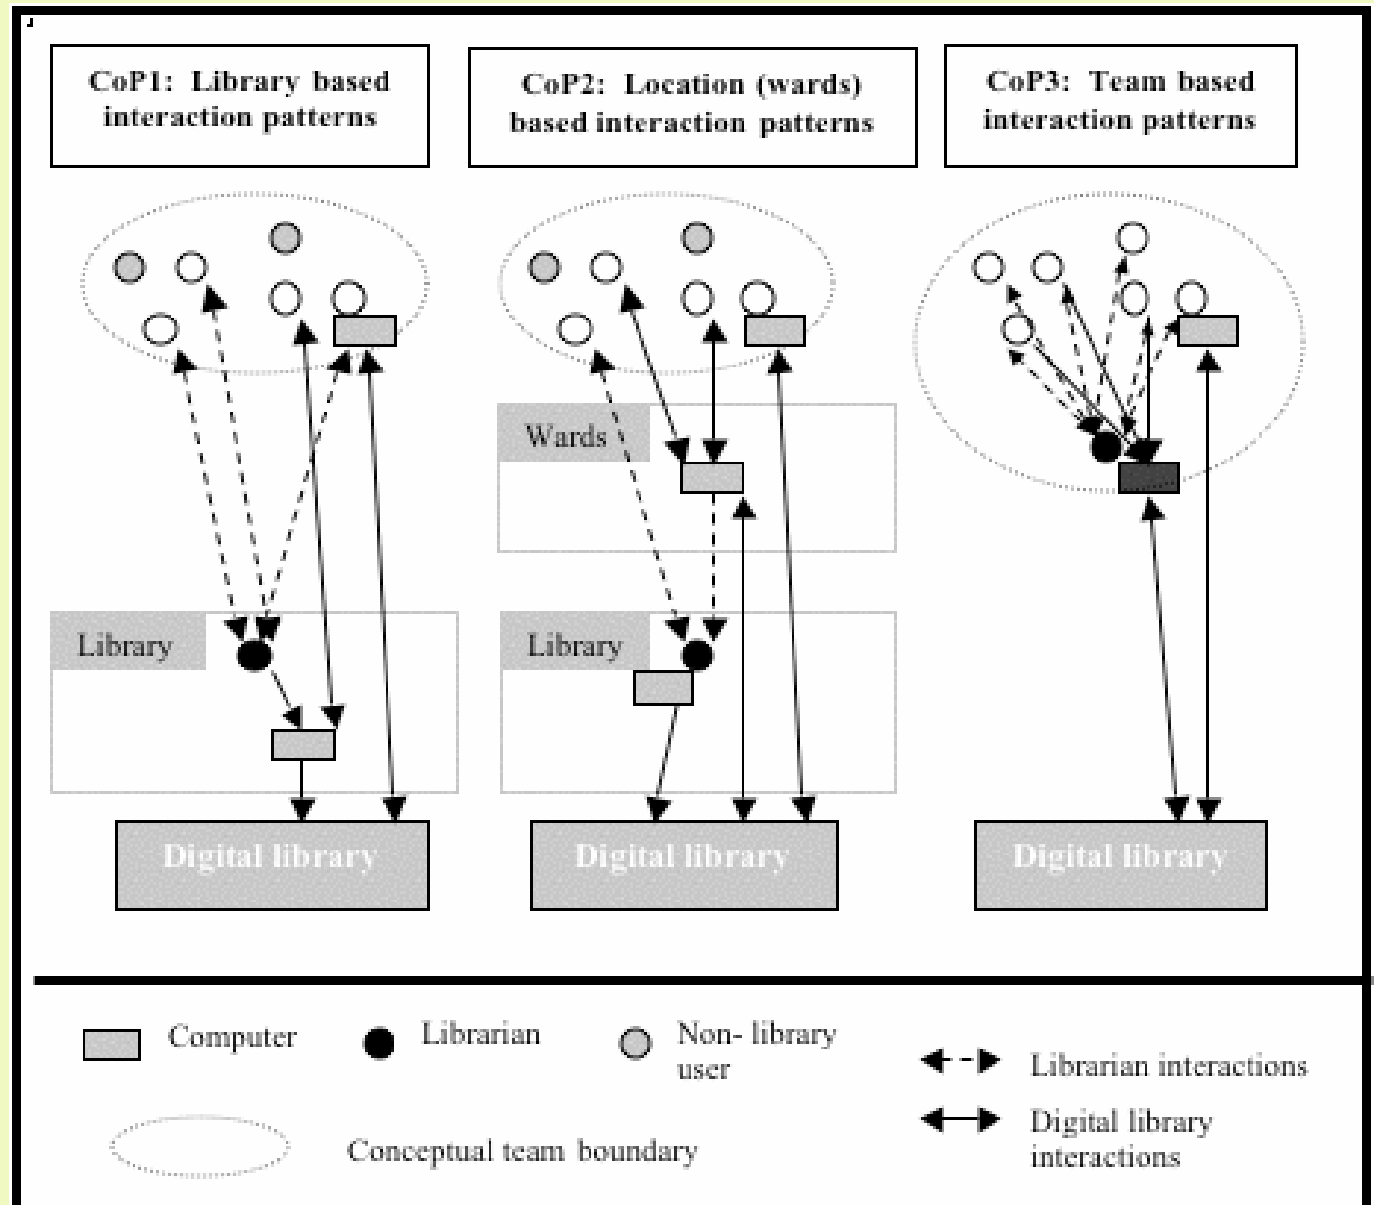 CoP1: Library based
interaction patterns
CoP2: Location (wards)
based interaction patterns
CoP3: Team based
interaction patterns
Wards
Library
Library
Digital library
Digital library
Digital library
Computer
Librarian
Non- library
user
Librarian interactions
Digital library
interactions
Conceptual team boundary